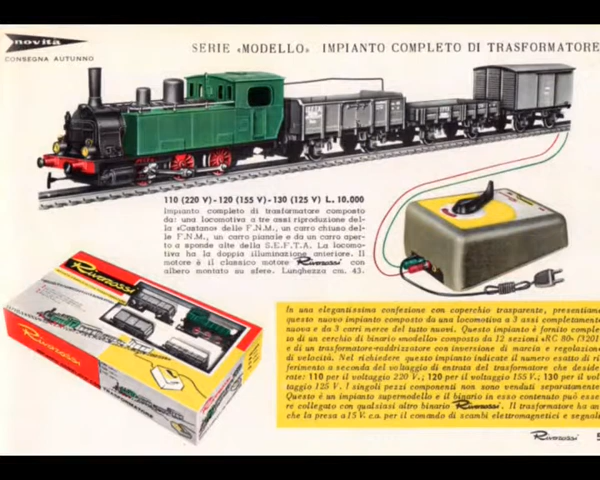 novità
CONSEGNA AUTUNNO
SERIE «MODELLO» IMPIANTO COMPLETO DI TRASFORMATORE
110 (220 V) - 120 (155 V) - 130 (125 V) L. 10.000
Impianto completo di trasformatore composto
da: una locomotiva a tre assi riproduzione del-
la «Costano» delle F.N.M., un carro chiuso del-
le F.N.M., un carro pianale e da un carro aper-
to a sponde alte della S.E.F.T.A. La locomo-
tiva ha la doppia illuminazione anteriore. Il
motore è il classico motore Rivarossi con
albero montato su sfere. Lunghezza cm. 43.
Rivarossi
Rivarossi
In una elegantissima confezione con coperchio trasparente, presentiamo
questo nuovo impianto composto da una locomotiva a 3 assi completamente
nuova e da 3 carri merce del tutto nuovi. Questo impianto è fornito comple-
to di un cerchio di binario «modello» composto da 12 sezioni «RC 80» (3201)
e di un trasformatore-raddrizzatore con inversione di marcia e regolazione
di velocità. Nel richiedere questo impianto indicate il numero esatto di ri-
ferimento a seconda del voltaggio di entrata del trasformatore che deside-
rate: 110 per il voltaggio 220 V.; 120 per il voltaggio 155 V.; 130 per il vol-
taggio 125 V. I singoli pezzi componenti non sono venduti separatamente.
Questo è un impianto supermodello e il binario in esso contenuto può esse-
re collegato con qualsiasi altro binario Rivarossi. Il trasformatore ha an-
che la presa a 15 V. c.a. per il comando di scambi elettromagnetici e segnal
Rivarossi 5